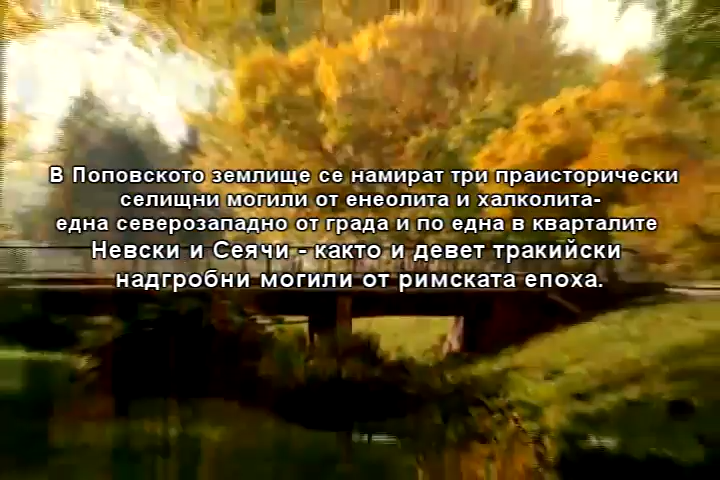 В Поповското землище се намират три праисторически
селищни могили от енеолита и халколита-
една северозападно от града и по една в кварталите
Невски и Сеячи - както и девет тракийски
надгробни могили от римската епоха.